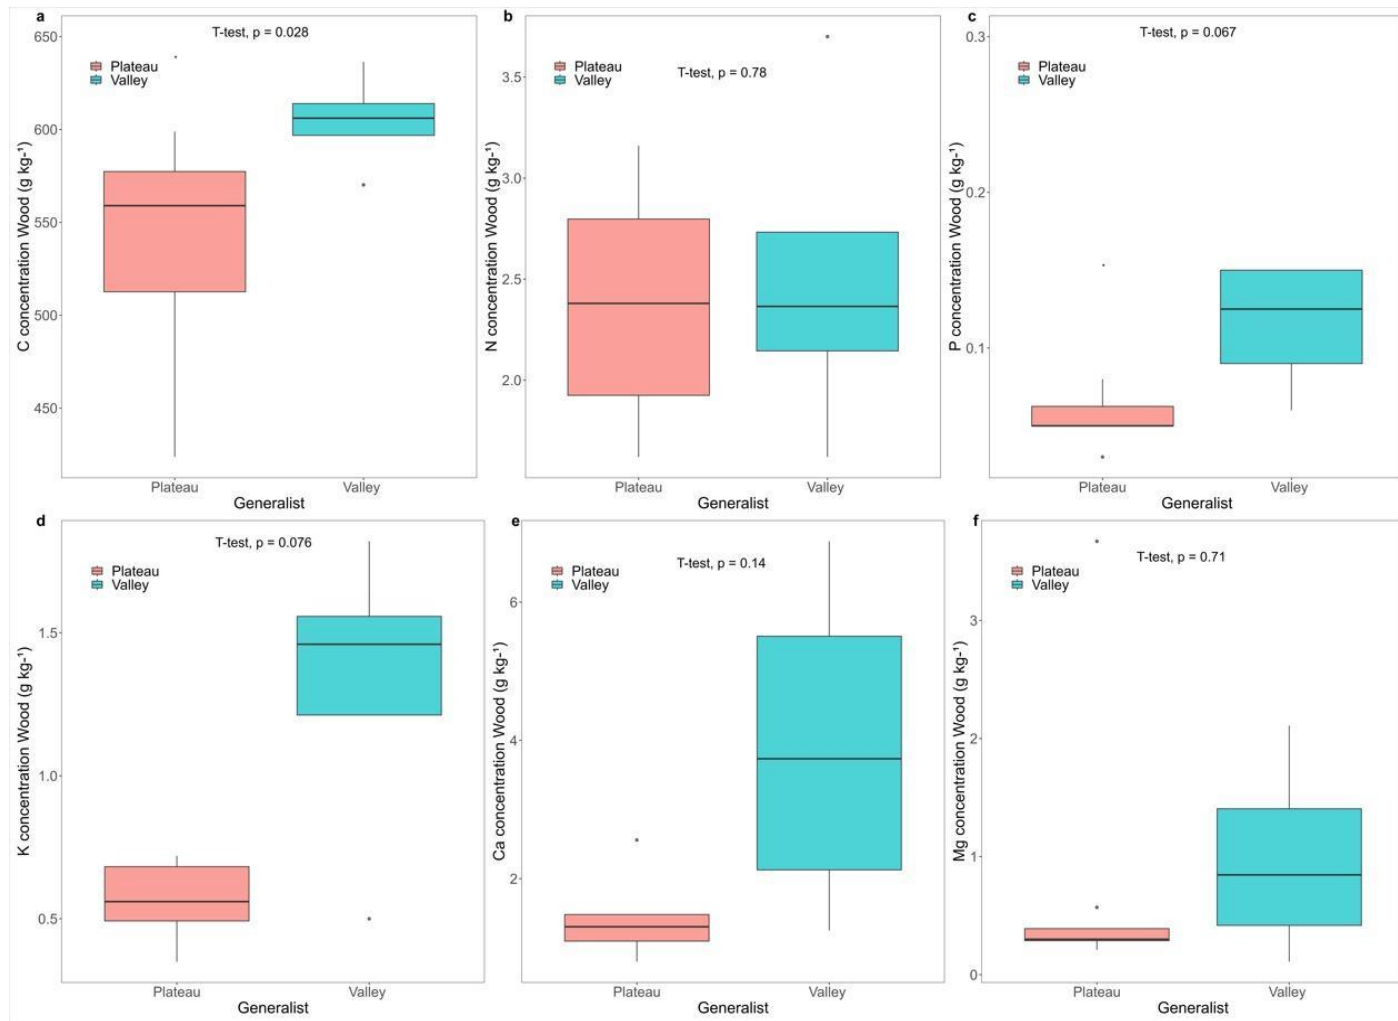 a
T-test, p = 0.028
Plateau
Valley
C concentration Wood (g kg-¹)
650
600
550
500
450
Plateau Valley
Generalist
b
T-test, p = 0.78
Plateau
Valley
N concentration Wood (g kg-¹)
3.5
3.0
2.5
2.0
Plateau Valley
Generalist
c
T-test, p = 0.067
Plateau
Valley
P concentration Wood (g kg-¹)
0.3
0.2
0.1
Plateau Valley
Generalist
d
T-test, p = 0.076
Plateau
Valley
K concentration Wood (g kg-¹)
1.5
1.0
0.5
Plateau Valley
Generalist
e
T-test, p = 0.14
Plateau
Valley
Ca concentration Wood (g kg-¹)
6
4
2
Plateau Valley
Generalist
f
T-test, p = 0.71
Plateau
Valley
Mg concentration Wood (g kg-¹)
3
2
1
0
Plateau Valley
Generalist